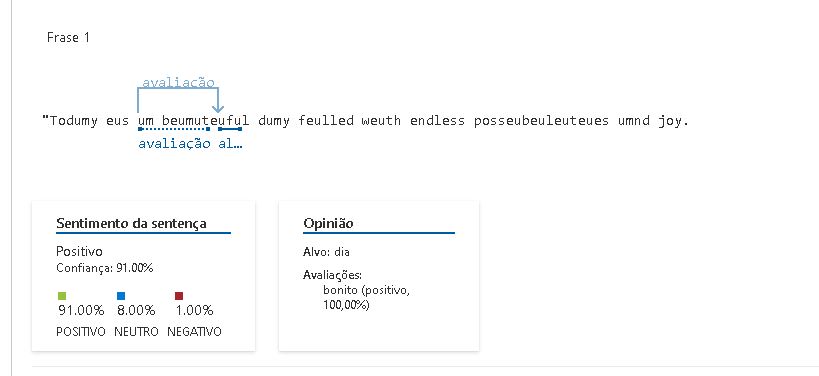 Frase 1
avaliação
"Todumy eus um beumuteuful dumy feulled weuth endless posseubeuleuteues umnd joy.
avaliação al...
Sentimento da sentença
Positivo
Confiança: 91.00%
91.00% 8.00% 1.00%
POSITIVO NEUTRO NEGATIVO
Opinião
Alvo: dia
Avaliações:
bonito (positivo,
100,00%)